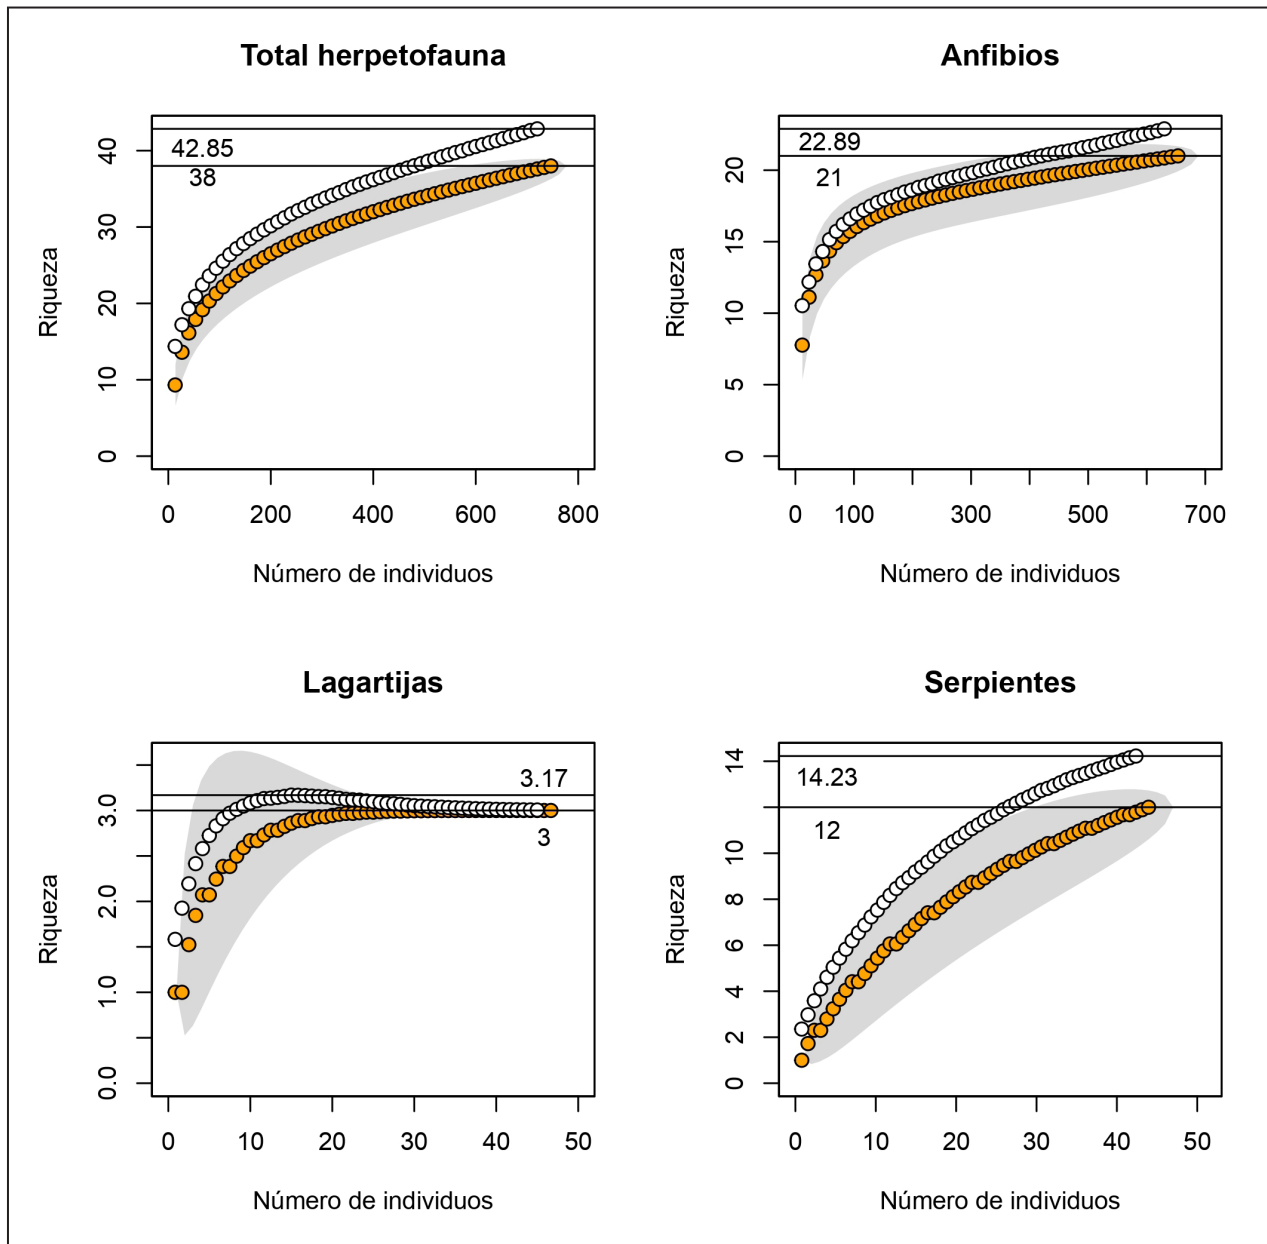 Total herpetofauna
Riqueza
40
30
20
10
0
42.85
38
0 200 400 600 800
Número de individuos
Anfibios
Riqueza
20
15
10
5
0
22.89
21
0 100 300 500 700
Número de individuos
Lagartijas
Riqueza
3.0
2.0
1.0
0.0
3.17
3
0 10 20 30 40 50
Número de individuos
Serpientes
Riqueza
14
10
8
6
4
2
0
14.23
12
0 10 20 30 40 50
Número de individuos